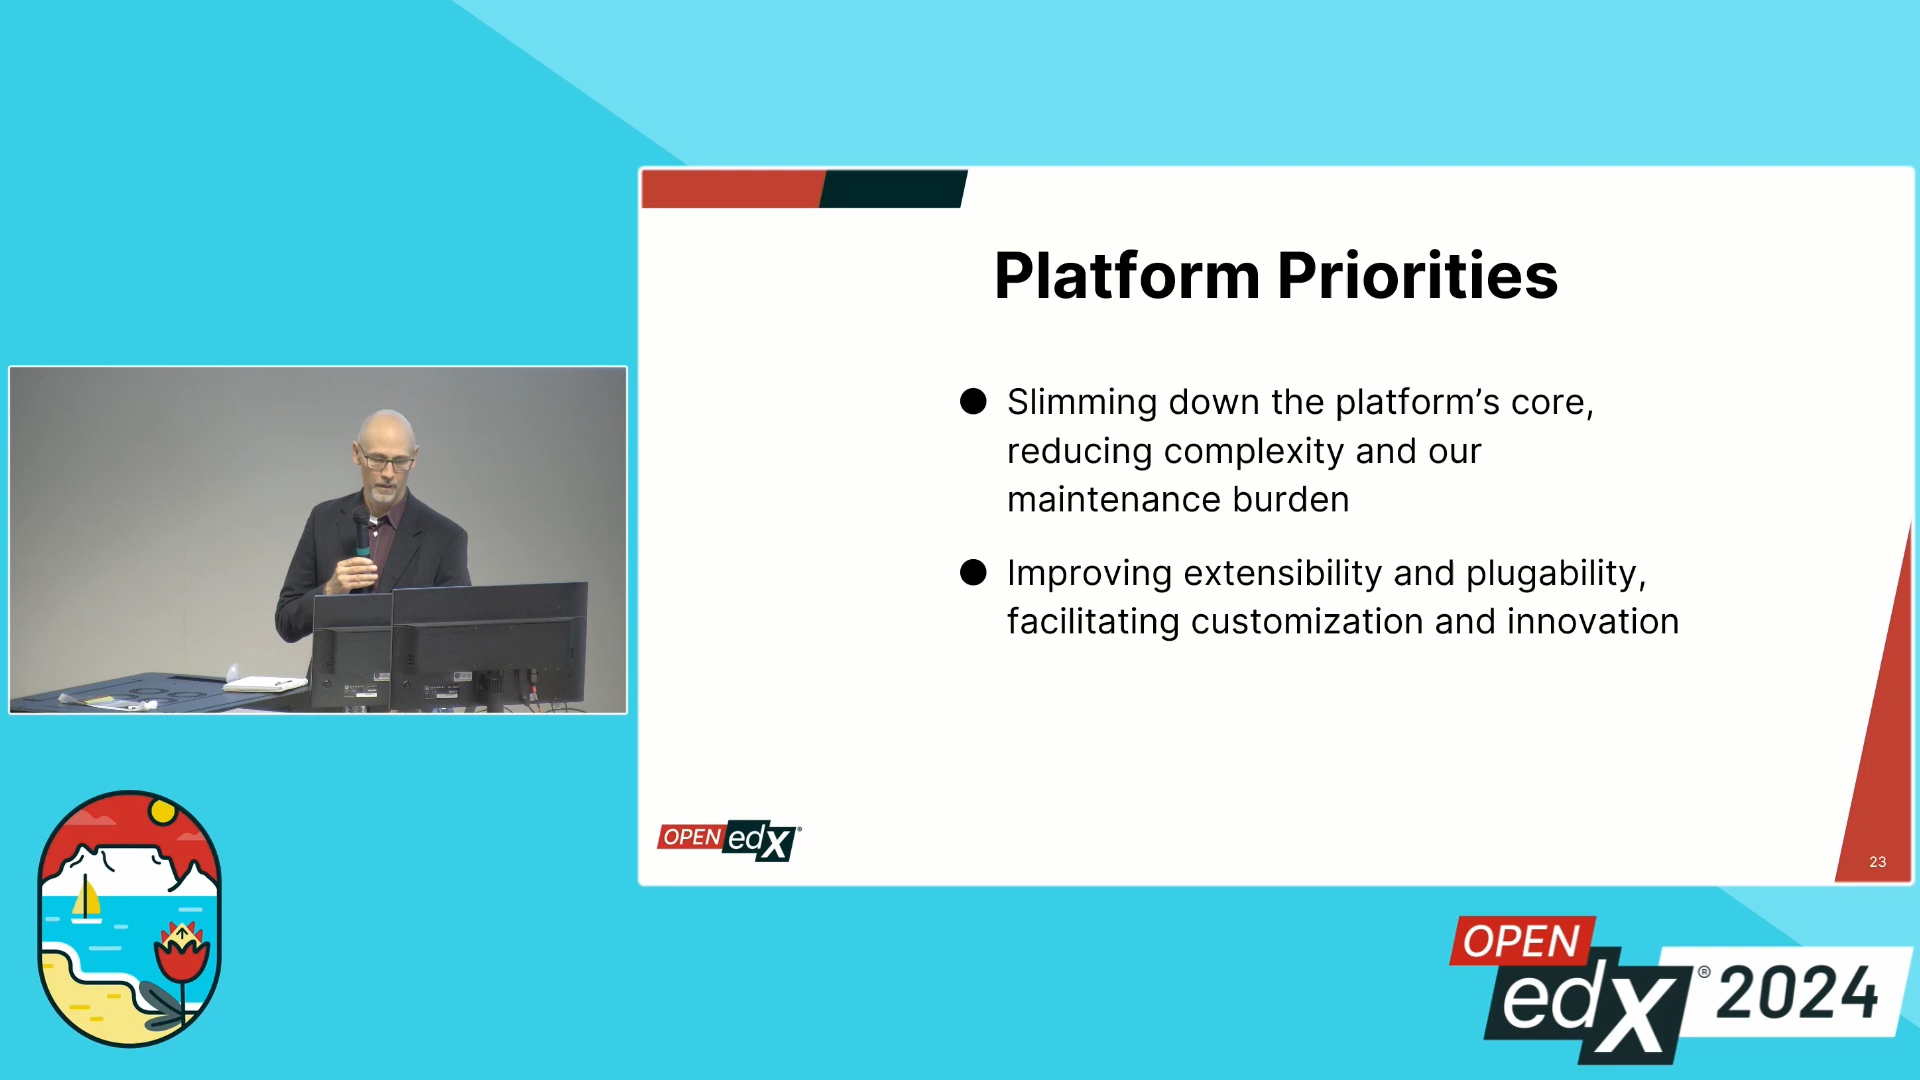 Platform Priorities
● Slimming down the platform’s core,
reducing complexity and our
maintenance burden
● Improving extensibility and plugability,
facilitating customization and innovation
OPEN edX®
23
OPEN
edX® 2024